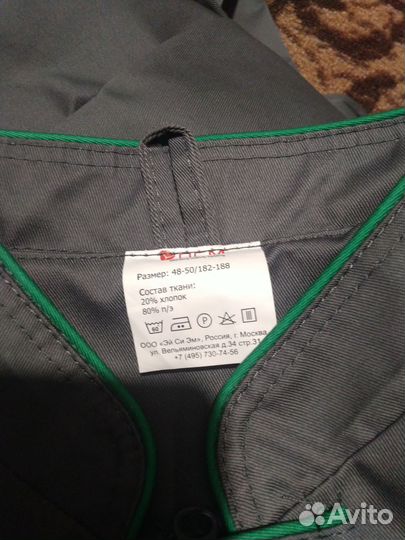 Размер: 48-50/182-188
Состав ткани:
20% хлопок
80% п/э
60
P
ООО «Эй Си Эм», Россия, г. Москва
ул. Вельяминовская д.34 стр.31
+7 (495) 730-74-56
Avito